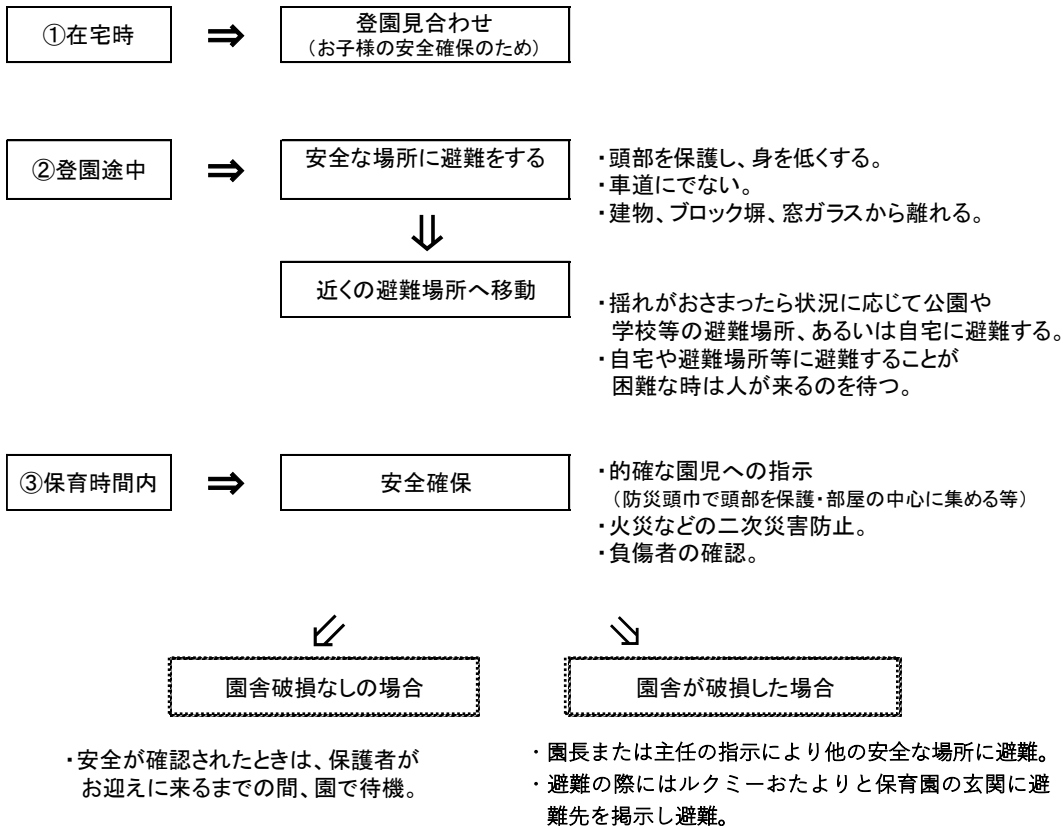 ①在宅時
⇒
登園見合わせ
（お子様の安全確保のため）
②登園途中
⇒
安全な場所に避難をする
・頭部を保護し、身を低くする。
・車道にでない。
・建物、ブロック塀、窓ガラスから離れる。
⇓
近くの避難場所へ移動
・揺れがおさまったら状況に応じて公園や
学校等の避難場所、あるいは自宅に避難する。
・自宅や避難場所等に避難することが
困難な時は人が来るのを待つ。
③保育時間内
⇒
安全確保
・的確な園児への指示
（防災頭巾で頭部を保護・部屋の中心に集める等）
・火災などの二次災害防止。
・負傷者の確認。
⇙
⇘
園舎破損なしの場合
・安全が確認されたときは、保護者が
お迎えに来るまでの間、園で待機。
園舎が破損した場合
・園長または主任の指示により他の安全な場所に避難。
・避難の際にはルクミーおたよりと保育園の玄関に避
難先を掲示し避難。